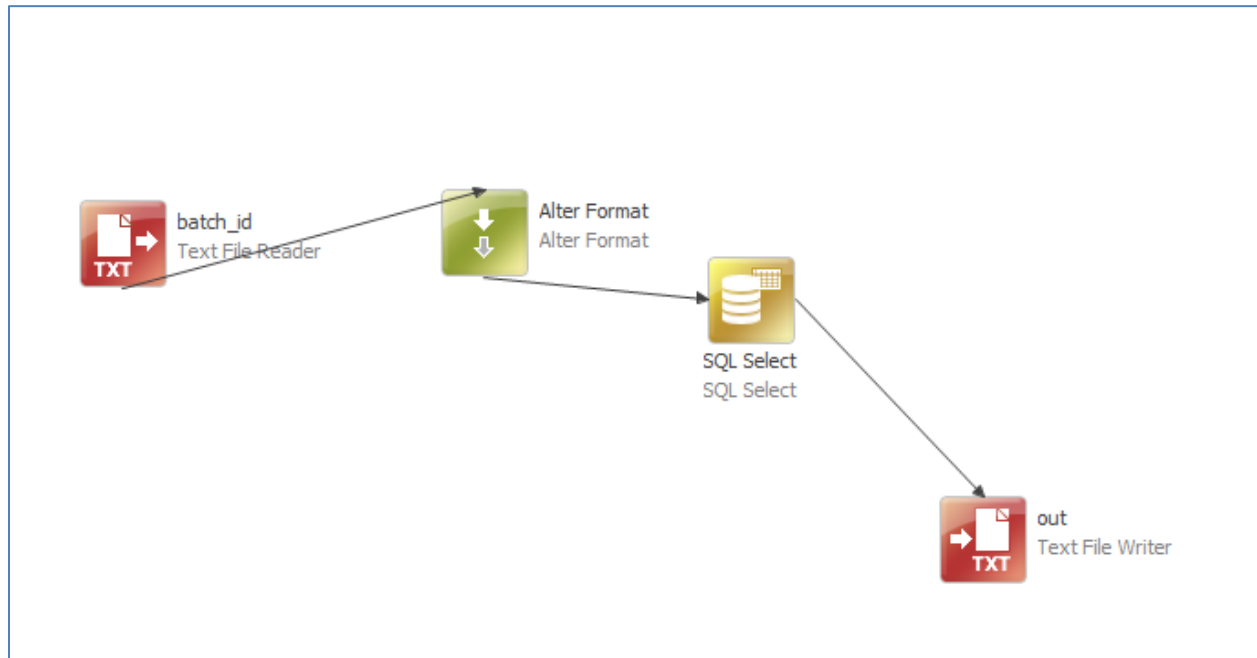 batch_id
Text File Reader
TXT
Alter Format
Alter Format
SQL Select
SQL Select
out
Text File Writer
TXT